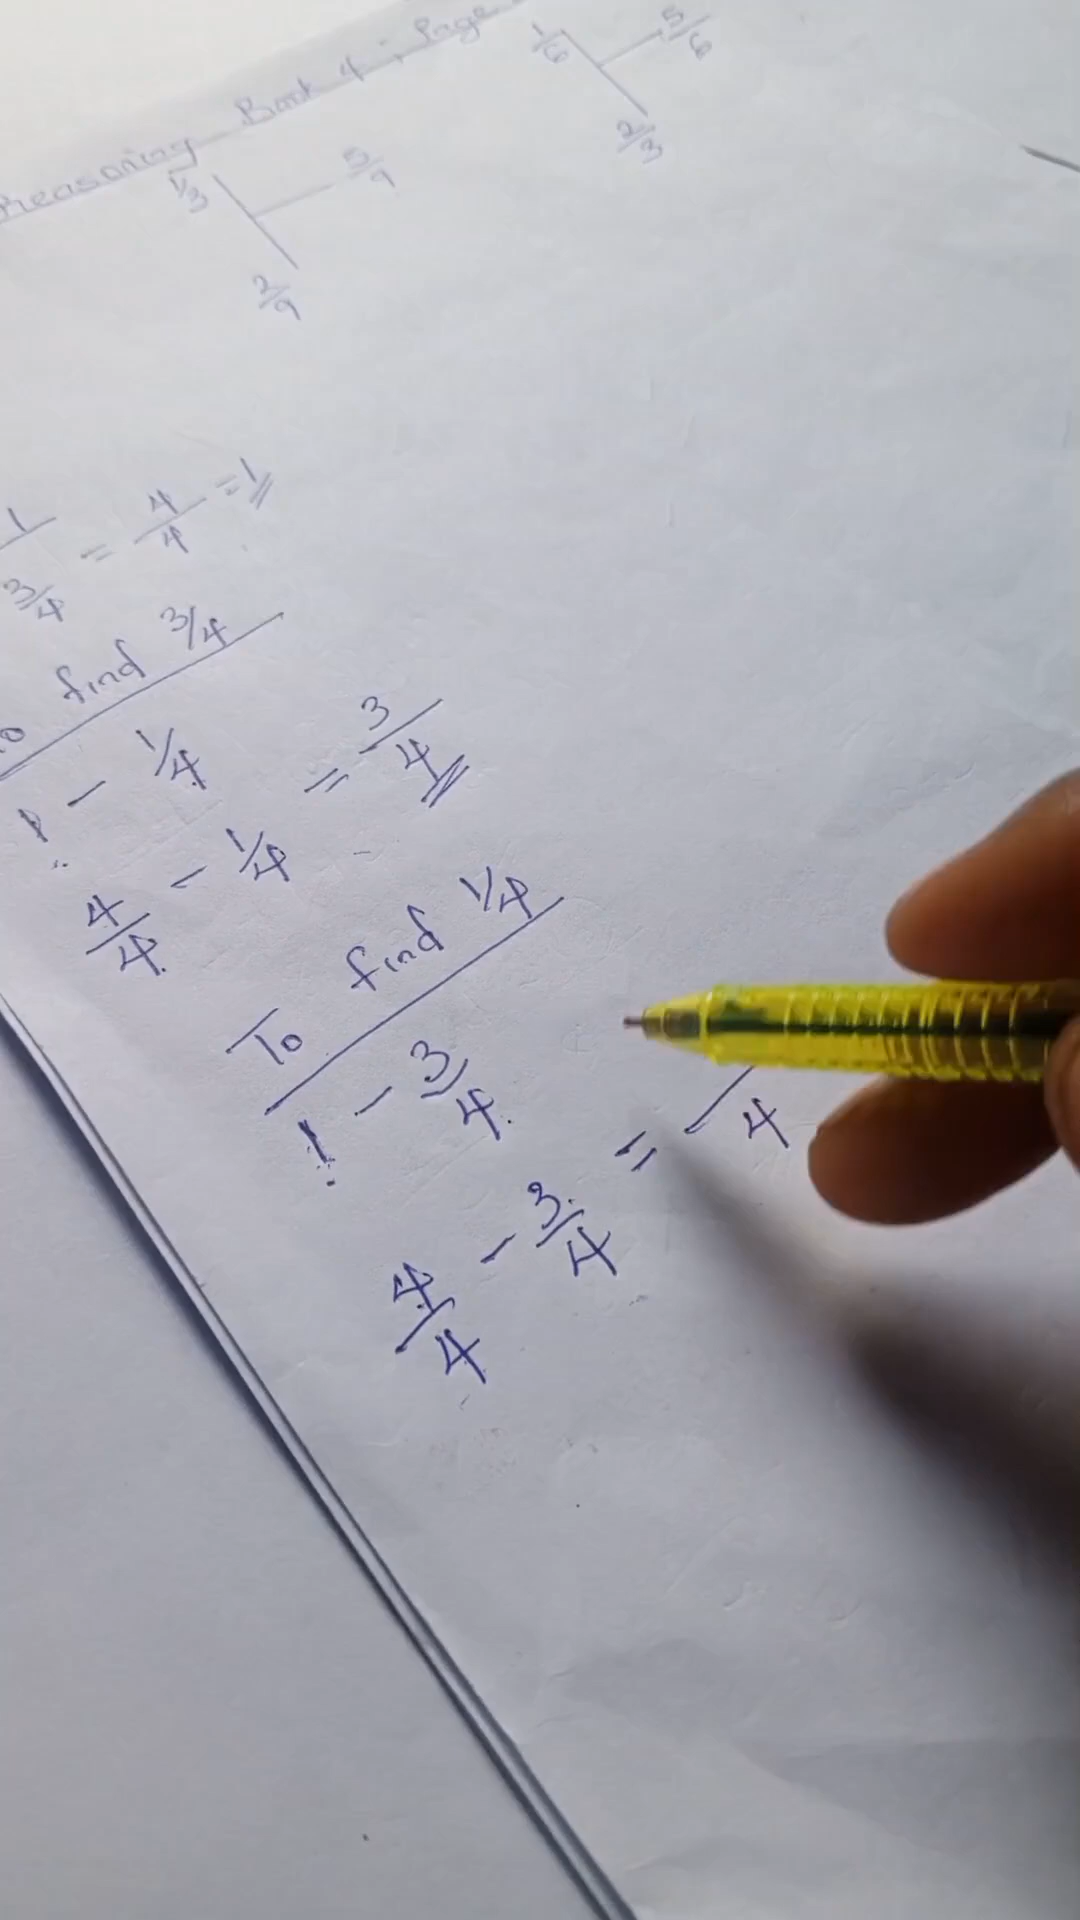 Reasoning Book 4 ; Page
1/3 5/9
2/9
1/6 5/6
2/3
1
3/4 = 4/4 = 1
find 3/4
1 - 1/4
4/4 - 1/4 = 3/4
To find 1/4
1 - 3/4
4/4 - 3/4 = /4